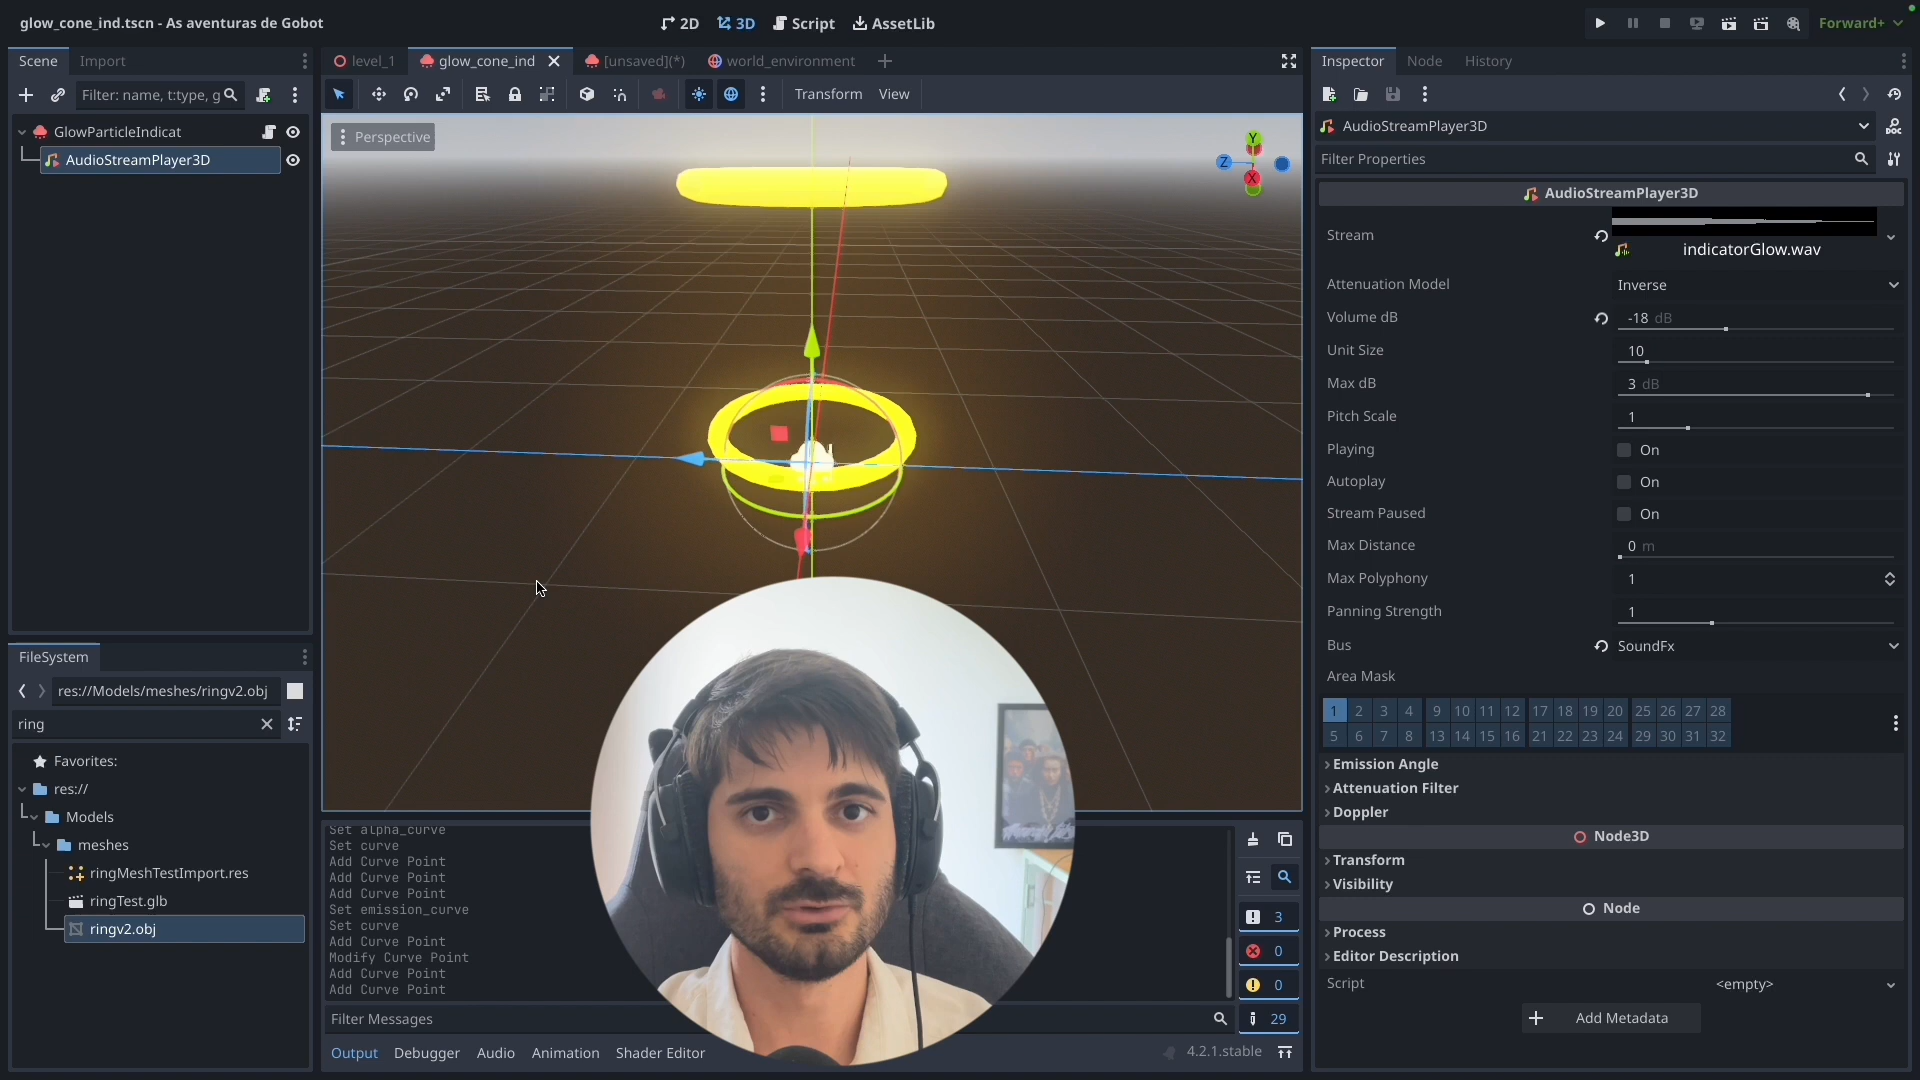 glow_cone_ind.tscn - As aventuras de Gobot
2D 3D Script AssetLib
Forward+
Scene Import
Filter: name, t:type, g
GlowParticleIndicat
AudioStreamPlayer3D
level_1 glow_cone_ind [unsaved](*) world_environment
Transform View
Perspective
Y
Z
X
FileSystem
res://Models/meshes/ringv2.obj
ring
Favorites:
res://
Models
meshes
ringMeshTestImport.res
ringTest.glb
ringv2.obj
Set alpha_curve
Set curve
Add Curve Point
Add Curve Point
Add Curve Point
Set emission_curve
Set curve
Add Curve Point
Modify Curve Point
Add Curve Point
Add Curve Point
3
0
0
29
Filter Messages
Output Debugger Audio Animation Shader Editor
4.2.1.stable
Inspector Node History
AudioStreamPlayer3D
Filter Properties
AudioStreamPlayer3D
Stream indicatorGlow.wav
Attenuation Model Inverse
Volume dB -18 dB
Unit Size 10
Max dB 3 dB
Pitch Scale 1
Playing On
Autoplay On
Stream Paused On
Max Distance 0 m
Max Polyphony 1
Panning Strength 1
Bus SoundFx
Area Mask
1 2 3 4 9 10 11 12 17 18 19 20 25 26 27 28
5 6 7 8 13 14 15 16 21 22 23 24 29 30 31 32
Emission Angle
Attenuation Filter
Doppler
Node3D
Transform
Visibility
Node
Process
Editor Description
Script <empty>
Add Metadata